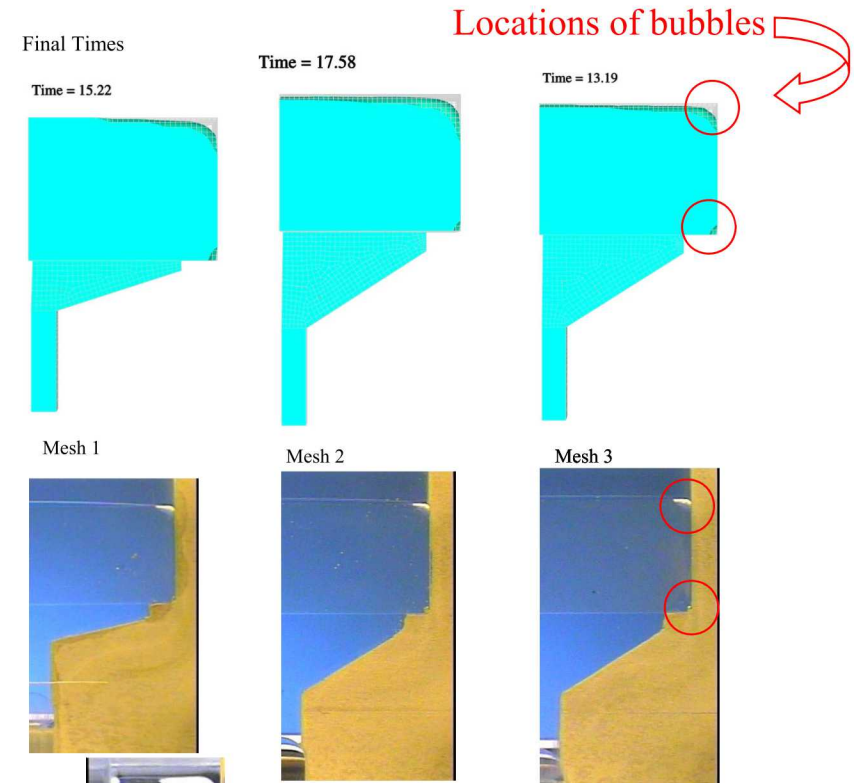 Locations of bubbles
Final Times
Time = 15.22
Time = 17.58
Time = 13.19
Mesh 1
Mesh 2
Mesh 3